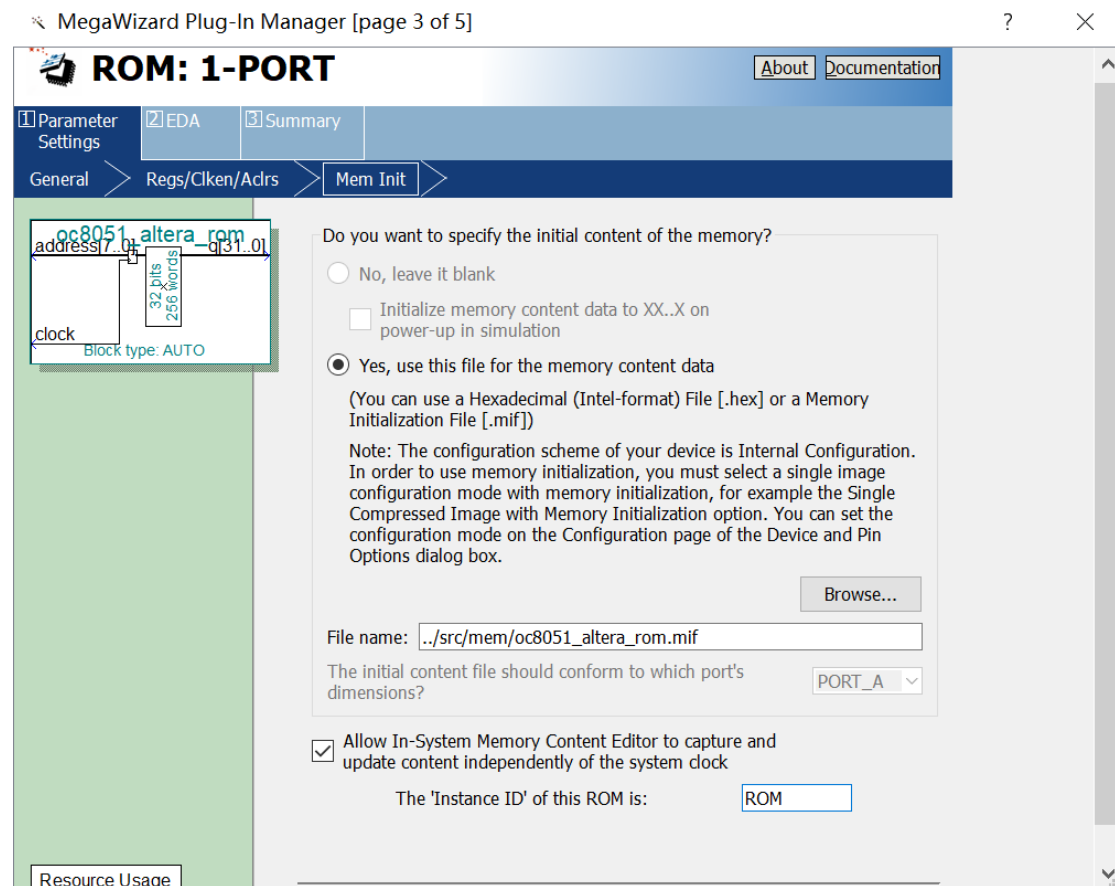 MegaWizard Plug-In Manager [page 3 of 5]
?
ROM: 1-PORT
About
Documentation
1 Parameter
Settings
2 EDA
3 Summary
General
Regs/Clken/Aclrs
Mem Init
oc8051_altera_rom
address[7..0]
q[31..0]
32 bits
256 words
clock
Block type: AUTO
Do you want to specify the initial content of the memory?
No, leave it blank
Initialize memory content data to XX..X on
power-up in simulation
Yes, use this file for the memory content data
(You can use a Hexadecimal (Intel-format) File [.hex] or a Memory
Initialization File [.mif])
Note: The configuration scheme of your device is Internal Configuration.
In order to use memory initialization, you must select a single image
configuration mode with memory initialization, for example the Single
Compressed Image with Memory Initialization option. You can set the
configuration mode on the Configuration page of the Device and Pin
Options dialog box.
Browse...
File name: ../src/mem/oc8051_altera_rom.mif
The initial content file should conform to which port's
dimensions?
PORT_A
Allow In-System Memory Content Editor to capture and
update content independently of the system clock
The 'Instance ID' of this ROM is: ROM
Resource Usage